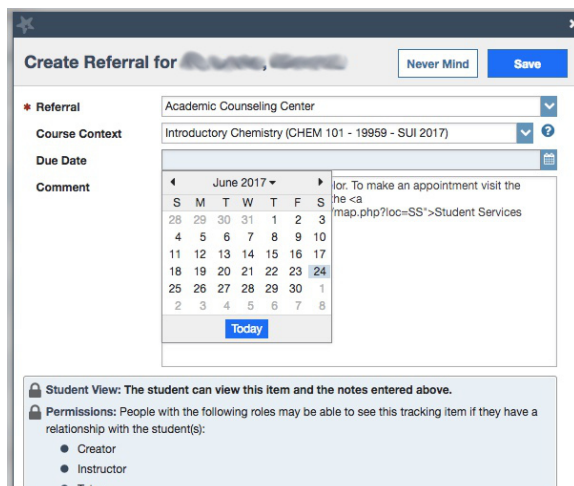 Create Referral for
Never Mind
Save
* Referral
Academic Counseling Center
Course Context
Introductory Chemistry (CHEM 101 - 19959 - SUI 2017)
?
Due Date
Comment
lor. To make an appointment visit the
he <a
/map.php?loc=SS">Student Services
June 2017
S M T W T F S
28 29 30 31 1 2 3
4 5 6 7 8 9 10
11 12 13 14 15 16 17
18 19 20 21 22 23 24
25 26 27 28 29 30 1
2 3 4 5 6 7 8
Today
Student View: The student can view this item and the notes entered above.
Permissions: People with the following roles may be able to see this tracking item if they have a
relationship with the student(s):
Creator
Instructor